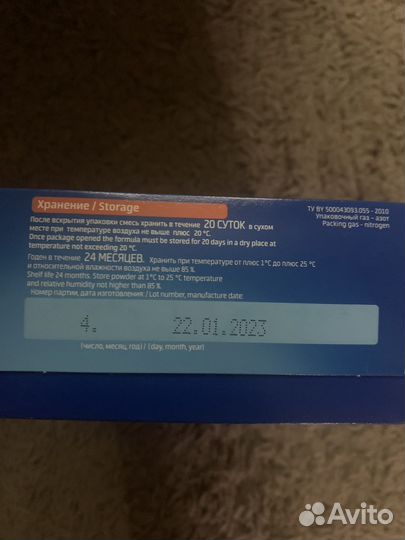 Хранение / Storage
После вскрытия упаковки смесь хранить в течение 20 СУТОК в сухом
месте при температуре воздуха не выше плюс 20 °C.
Once package opened the formula must be stored for 20 days in a dry place at
temperature not exceeding 20 °C.
Годен в течение 24 МЕСЯЦЕВ. Хранить при температуре от плюс 1°C до плюс 25 °C
и относительной влажности воздуха не выше 85 %.
Shelf life 24 months. Store powder at 1°C to 25 °C temperature
and relative humidity not higher than 85 %.
Номер партии, дата изготовления: / Lot number, manufacture date:
4. 22.01.2023
(число, месяц, год) / (day, month, year)
ТУ BY 500043093.055 - 2010
Упаковочный газ - азот
Packing gas - nitrogen
Avito